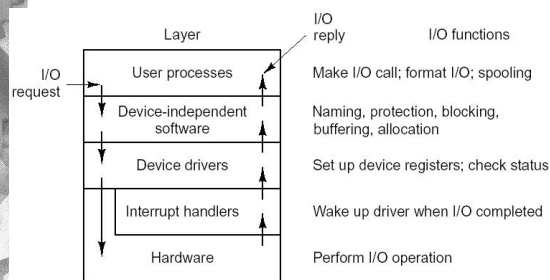 Layer
I/O
reply
I/O functions
I/O
request
User processes
Make I/O call; format I/O; spooling
Device-independent
software
Naming, protection, blocking,
buffering, allocation
Device drivers
Set up device registers; check status
Interrupt handlers
Wake up driver when I/O completed
Hardware
Perform I/O operation